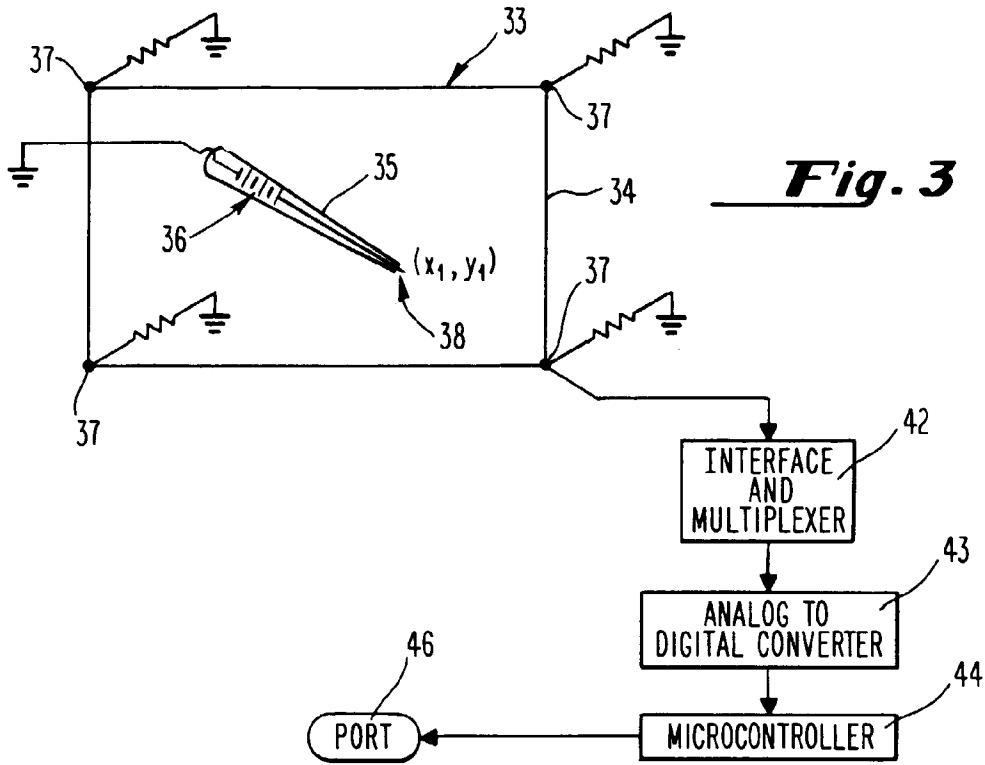 37
33
37
35
34
Fig. 3
36
(x₁, y₁)
37
38
37
42
INTERFACE
AND
MULTIPLEXER
43
ANALOG TO
DIGITAL CONVERTER
46
44
PORT
MICROCONTROLLER